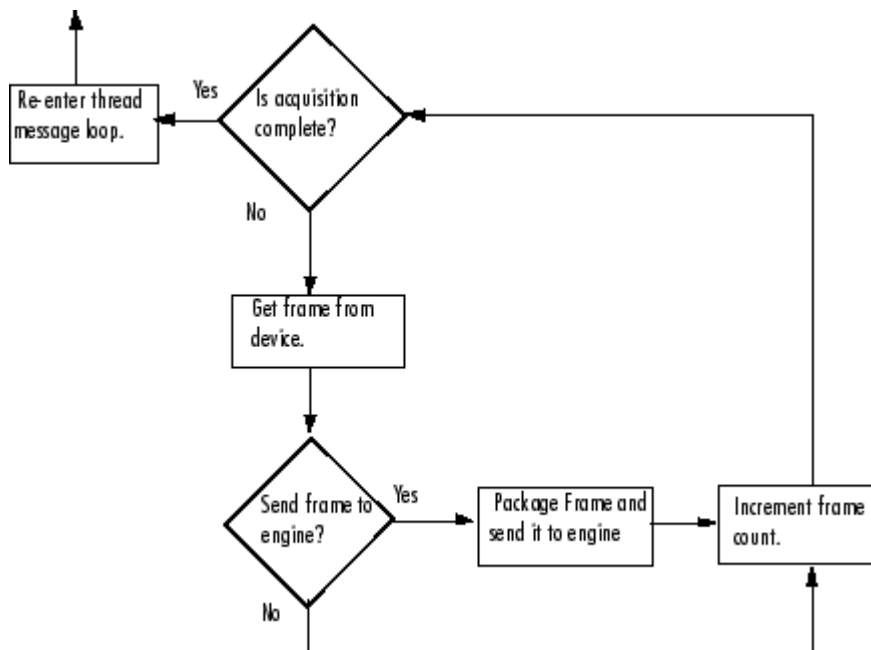 Yes
Is acquisition
complete?
Re-enter thread
message loop.
No
Get frame from
device.
Send frame to
engine?
Yes
Package Frame and
send it to engine
Increment frame
count.
No